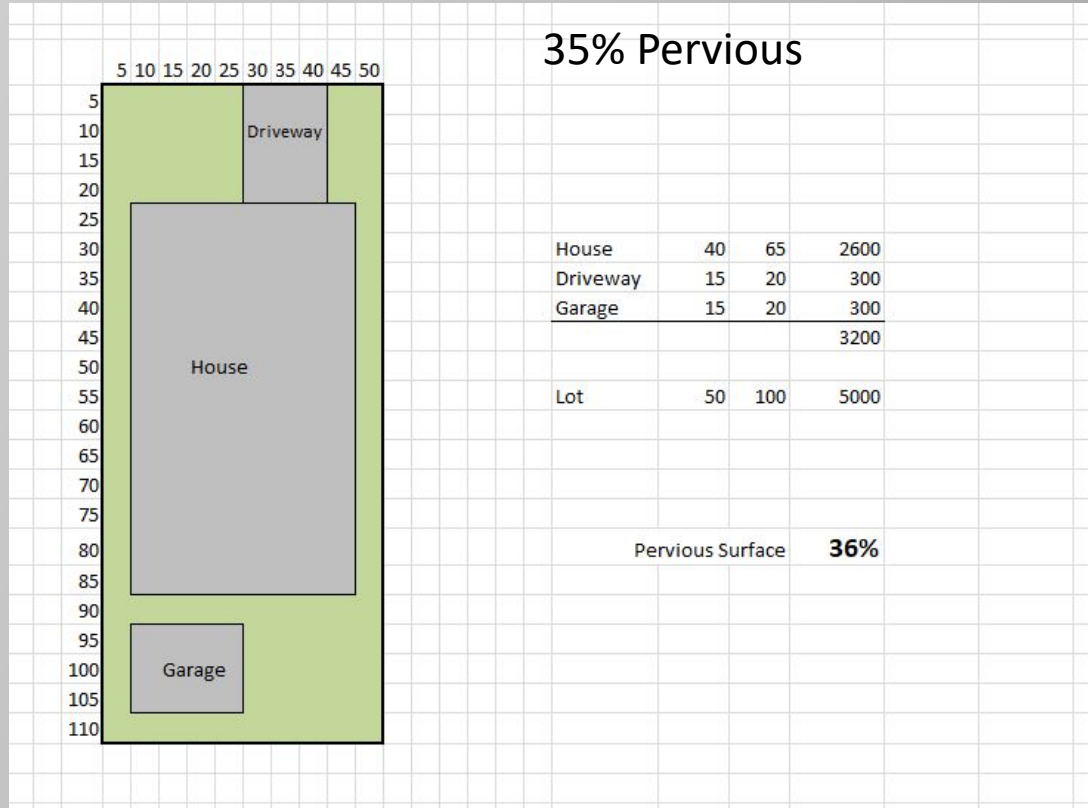 35% Pervious
5 10 15 20 25 30 35 40 45 50
5
10
Driveway
15
20
25
30
35
40
45
50
House
55
60
65
70
75
80
85
90
95
100
Garage
105
110
House 40 65 2600
Driveway 15 20 300
Garage 15 20 300
3200
Lot 50 100 5000
Pervious Surface 36%